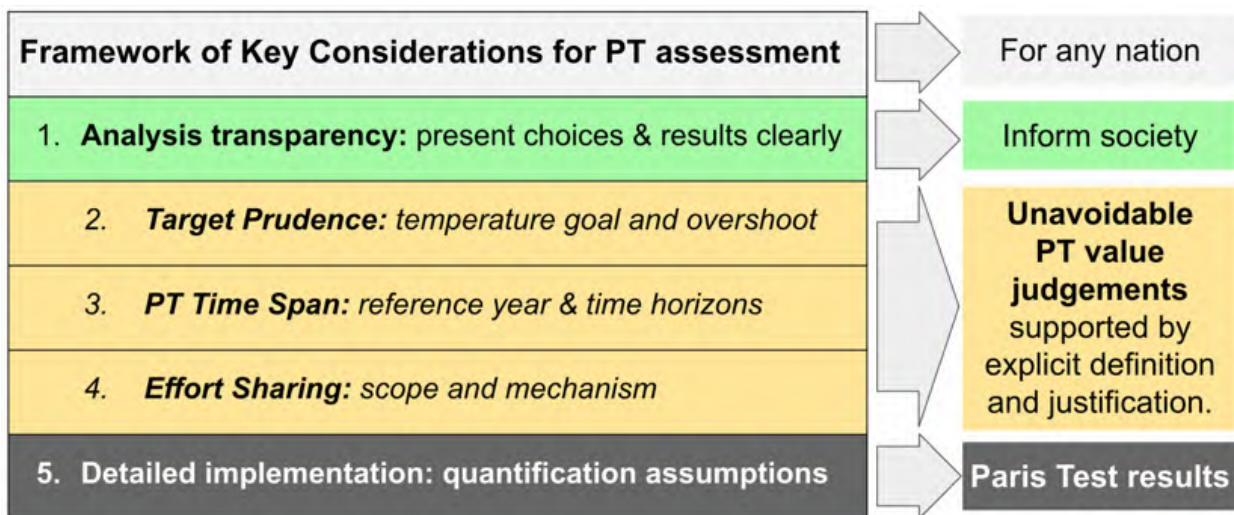 Framework of Key Considerations for PT assessment
For any nation
1. Analysis transparency: present choices & results clearly
Inform society
2. Target Prudence: temperature goal and overshoot
3. PT Time Span: reference year & time horizons
4. Effort Sharing: scope and mechanism
Unavoidable
PT value
judgements
supported by
explicit definition
and justification.
5. Detailed implementation: quantification assumptions
Paris Test results